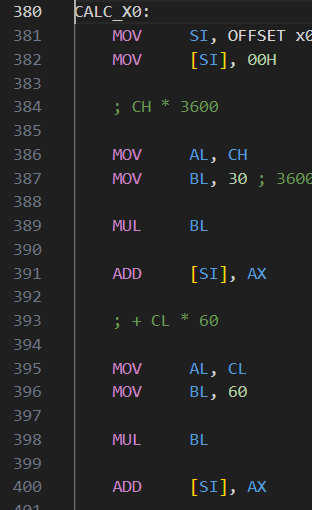 380 CALC_X0:
381 MOV SI, OFFSET x0
382 MOV [SI], 00H
383
384 ; CH * 3600
385
386 MOV AL, CH
387 MOV BL, 30 ; 3600
388
389 MUL BL
390
391 ADD [SI], AX
392
393 ; + CL * 60
394
395 MOV AL, CL
396 MOV BL, 60
397
398 MUL BL
399
400 ADD [SI], AX